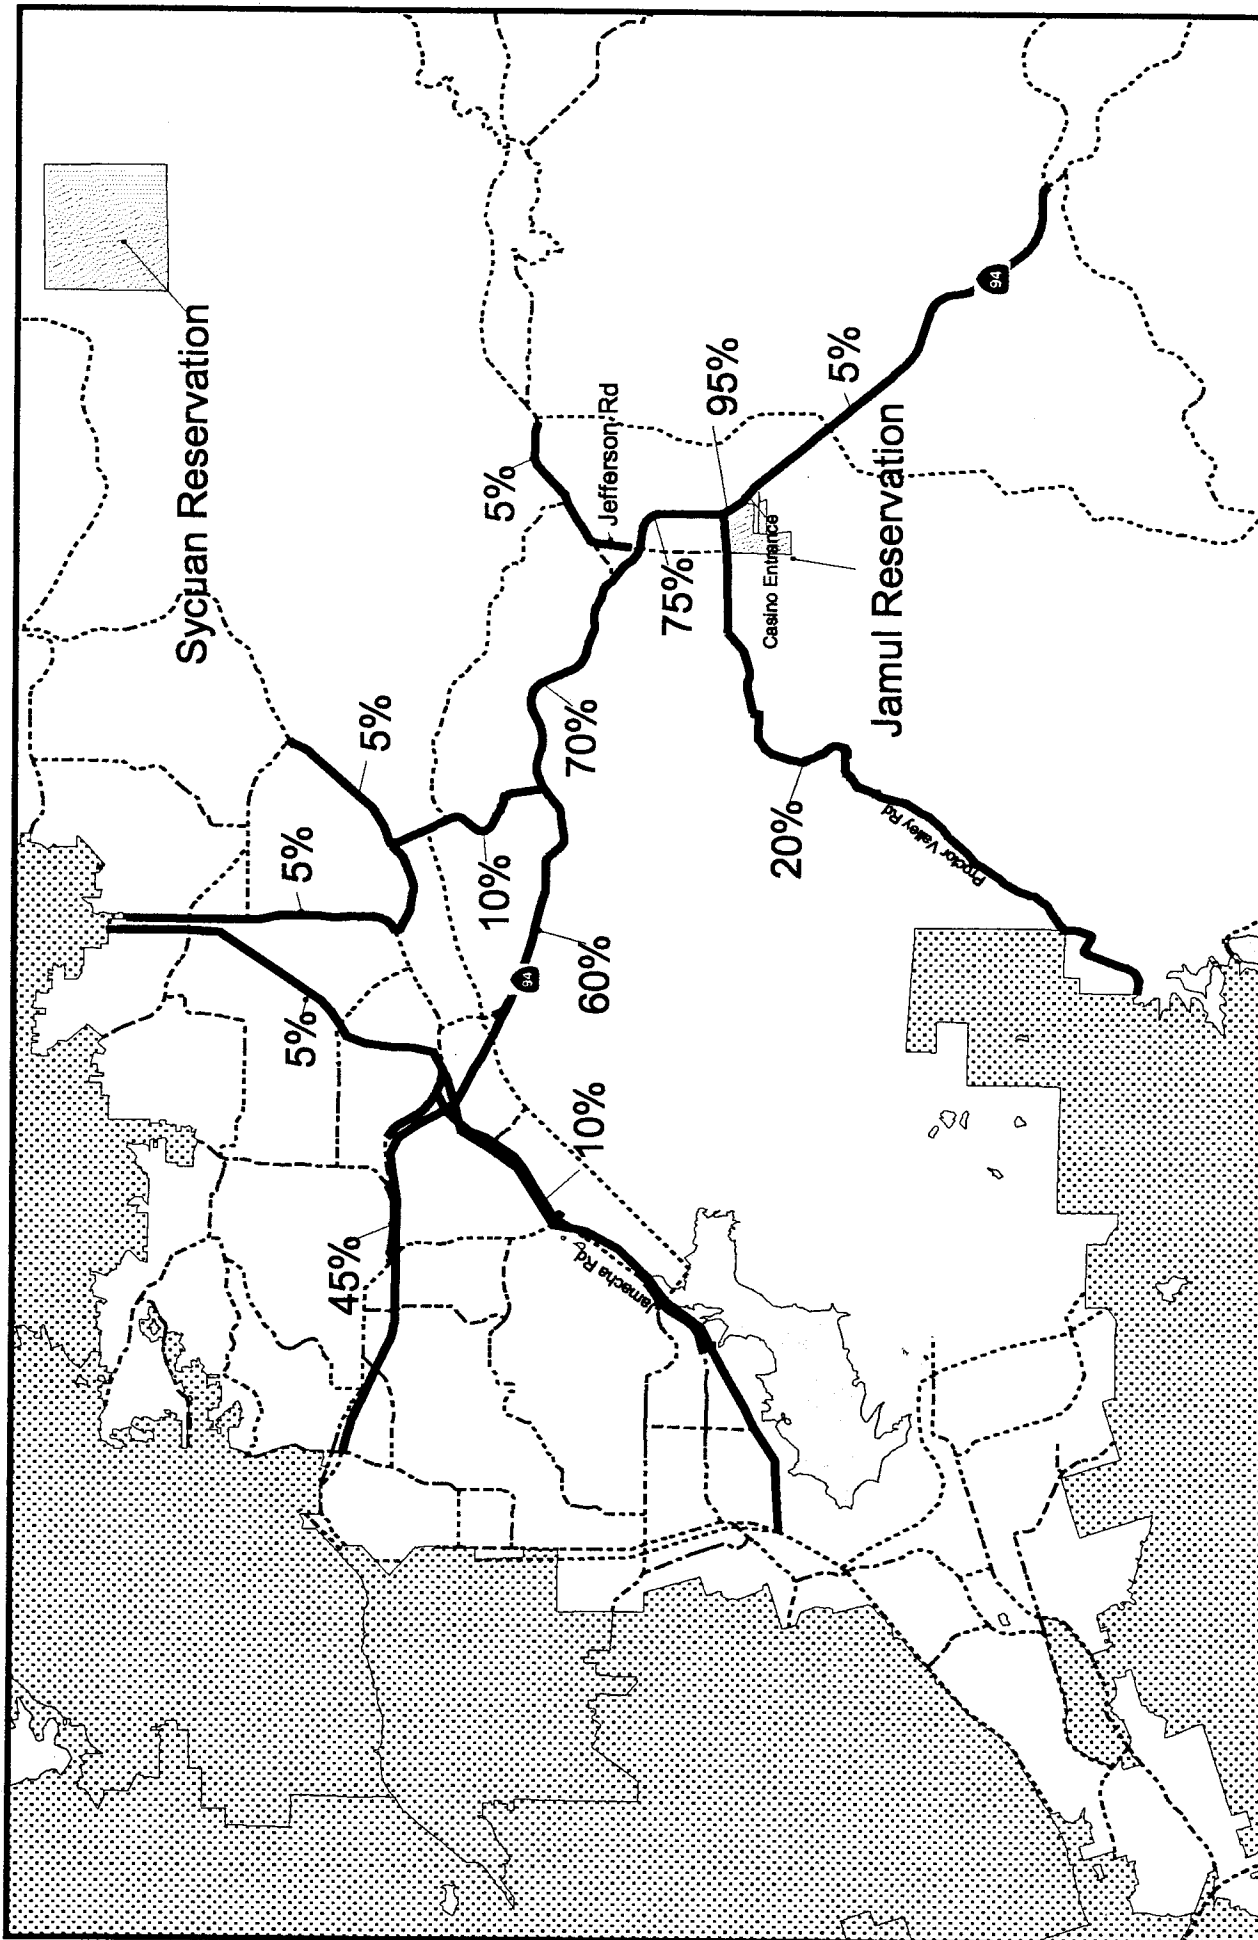 Sycuan Reservation
5%
5%
5%
45%
10%
60%
94
10%
70%
5%
Jefferson Rd
75%
95%
5%
94
Casino Entrance
Jamul Reservation
20%
Proctor Valley Rd
Jamacha Rd